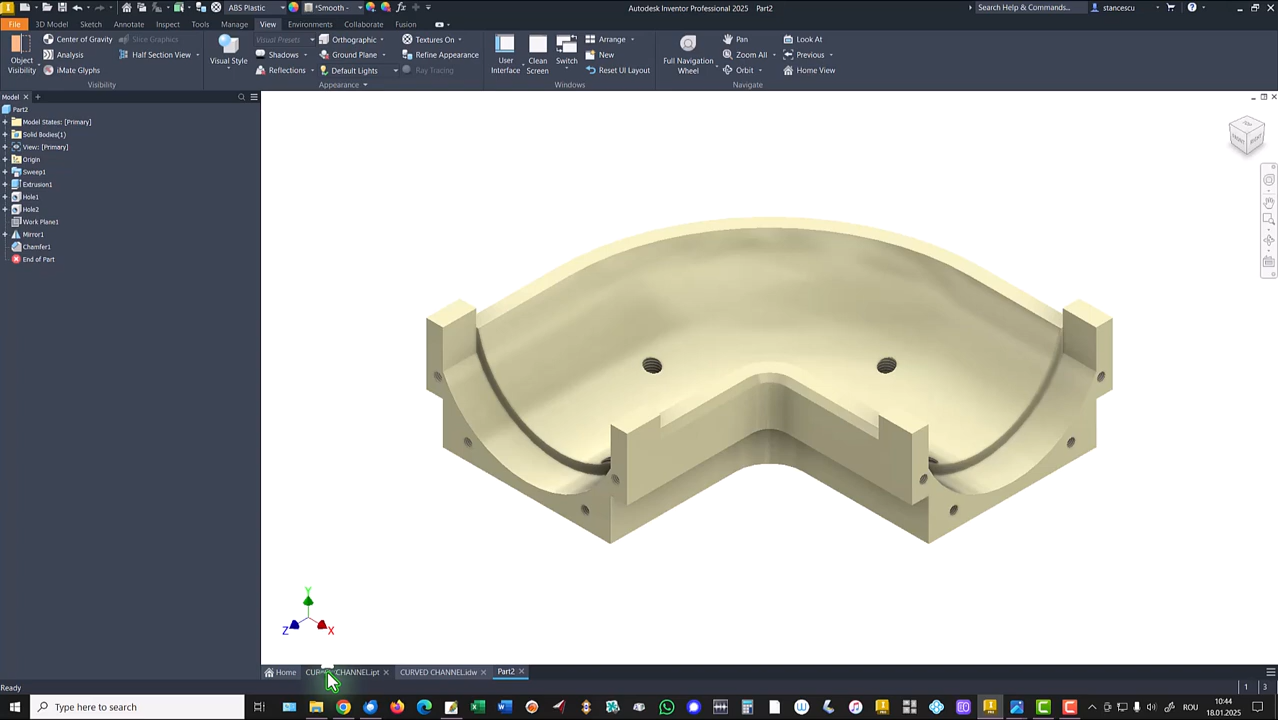 ABS Plastic
*Smooth -
Autodesk Inventor Professional 2025 Part2
Search Help & Commands...
stancescu
File 3D Model Sketch Annotate Inspect Tools Manage View Environments Collaborate Fusion
Object Visibility
Center of Gravity
Analysis
iMate Glyphs
Slice Graphics
Half Section View
Visibility
Visual Style
Visual Presets
Shadows
Reflections
Orthographic
Ground Plane
Default Lights
Textures On
Refine Appearance
Ray Tracing
Appearance
User Interface
Clean Screen
Switch
Arrange
New
Reset UI Layout
Windows
Full Navigation Wheel
Pan
Zoom All
Orbit
Look At
Previous
Home View
Navigate
Model
Part2
Model States: [Primary]
Solid Bodies(1)
View: [Primary]
Origin
Sweep1
Extrusion1
Hole1
Hole2
Work Plane1
Mirror1
Chamfer1
End of Part
TOP
FRONT
RIGHT
Y
Z
X
Home
CURVED CHANNEL.ipt
CURVED CHANNEL.idw
Part2
Ready
1 3
Type here to search
ROU
10:44
18.01.2025